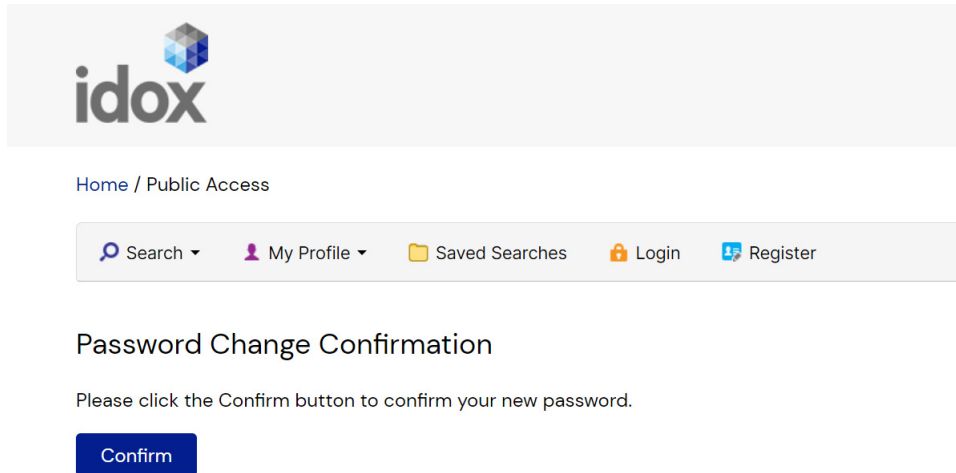 idox
Home / Public Access
Search My Profile Saved Searches Login Register
Password Change Confirmation
Please click the Confirm button to confirm your new password.
Confirm